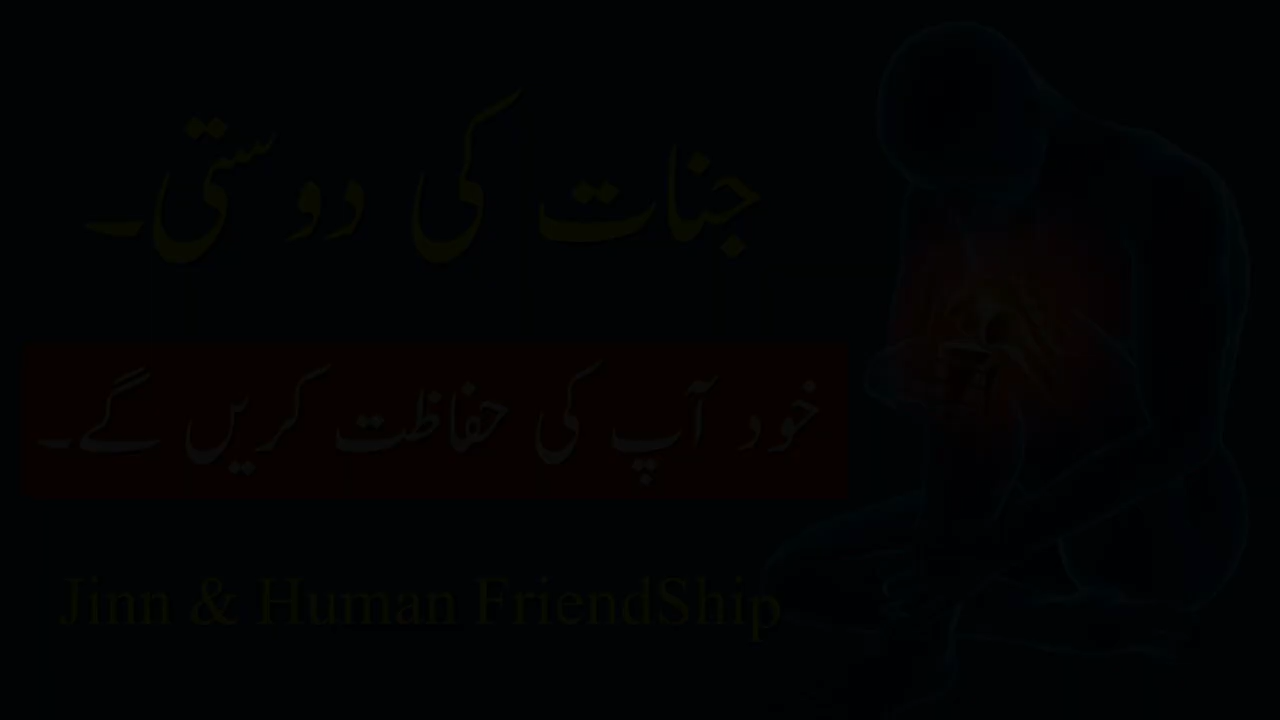 جنات کی دوستی۔
خود آپ کی حفاظت کریں گے۔
Jinn & Human FriendShip